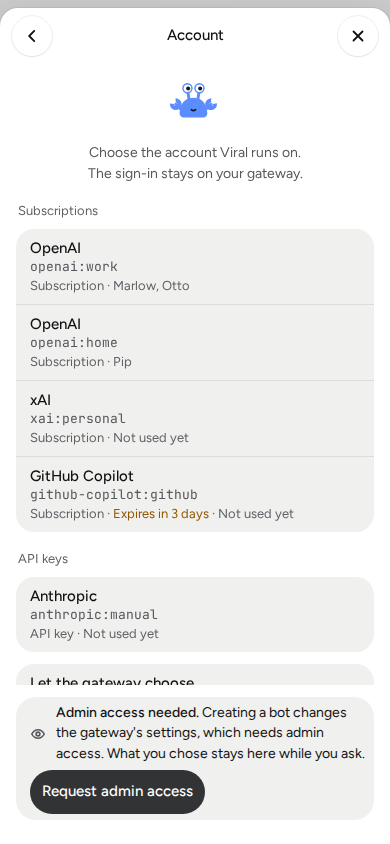 Account
Choose the account Viral runs on.
The sign-in stays on your gateway.
Subscriptions
OpenAI
openai:work
Subscription · Marlow, Otto
OpenAI
openai:home
Subscription · Pip
xAI
xai:personal
Subscription · Not used yet
GitHub Copilot
github-copilot:github
Subscription · Expires in 3 days · Not used yet
API keys
Anthropic
anthropic:manual
API key · Not used yet
Let the gateway choose
Admin access needed. Creating a bot changes
the gateway's settings, which needs admin
access. What you chose stays here while you ask.
Request admin access